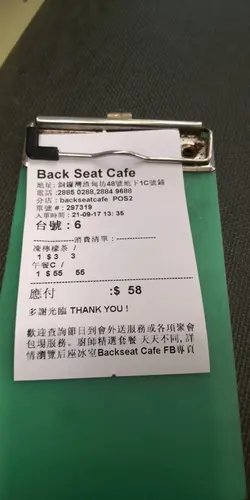 Back Seat Cafe
地址: 銅鑼灣渣甸坊48號地下1C號鋪
電話 :2885 0288,2884 9688
分店 : backseatcafe POS2
單號 # : 297319
入單時間 : 21-09-17 13: 35
台號 : 6
------------消費清單 : ------------
凍檸檬茶 /
1 $ 3 3
午餐C /
1 $ 55 55
應付 :$ 58
多謝光臨 THANK YOU !
歡迎查詢節日到會外送服務或各項聚會
包場服務。廚師精選套餐 天天不同, 詳
情瀏覽后座冰室Backseat Cafe FB專頁